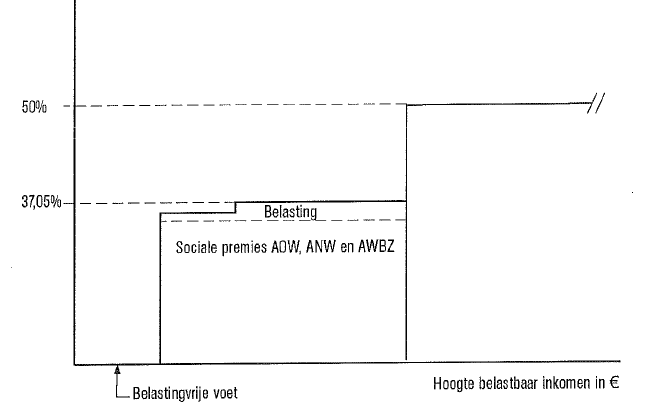 50%
37,05%
Belasting
Sociale premies AOW, ANW en AWBZ
Hoogte belastbaar inkomen in €
Belastingvrije voet